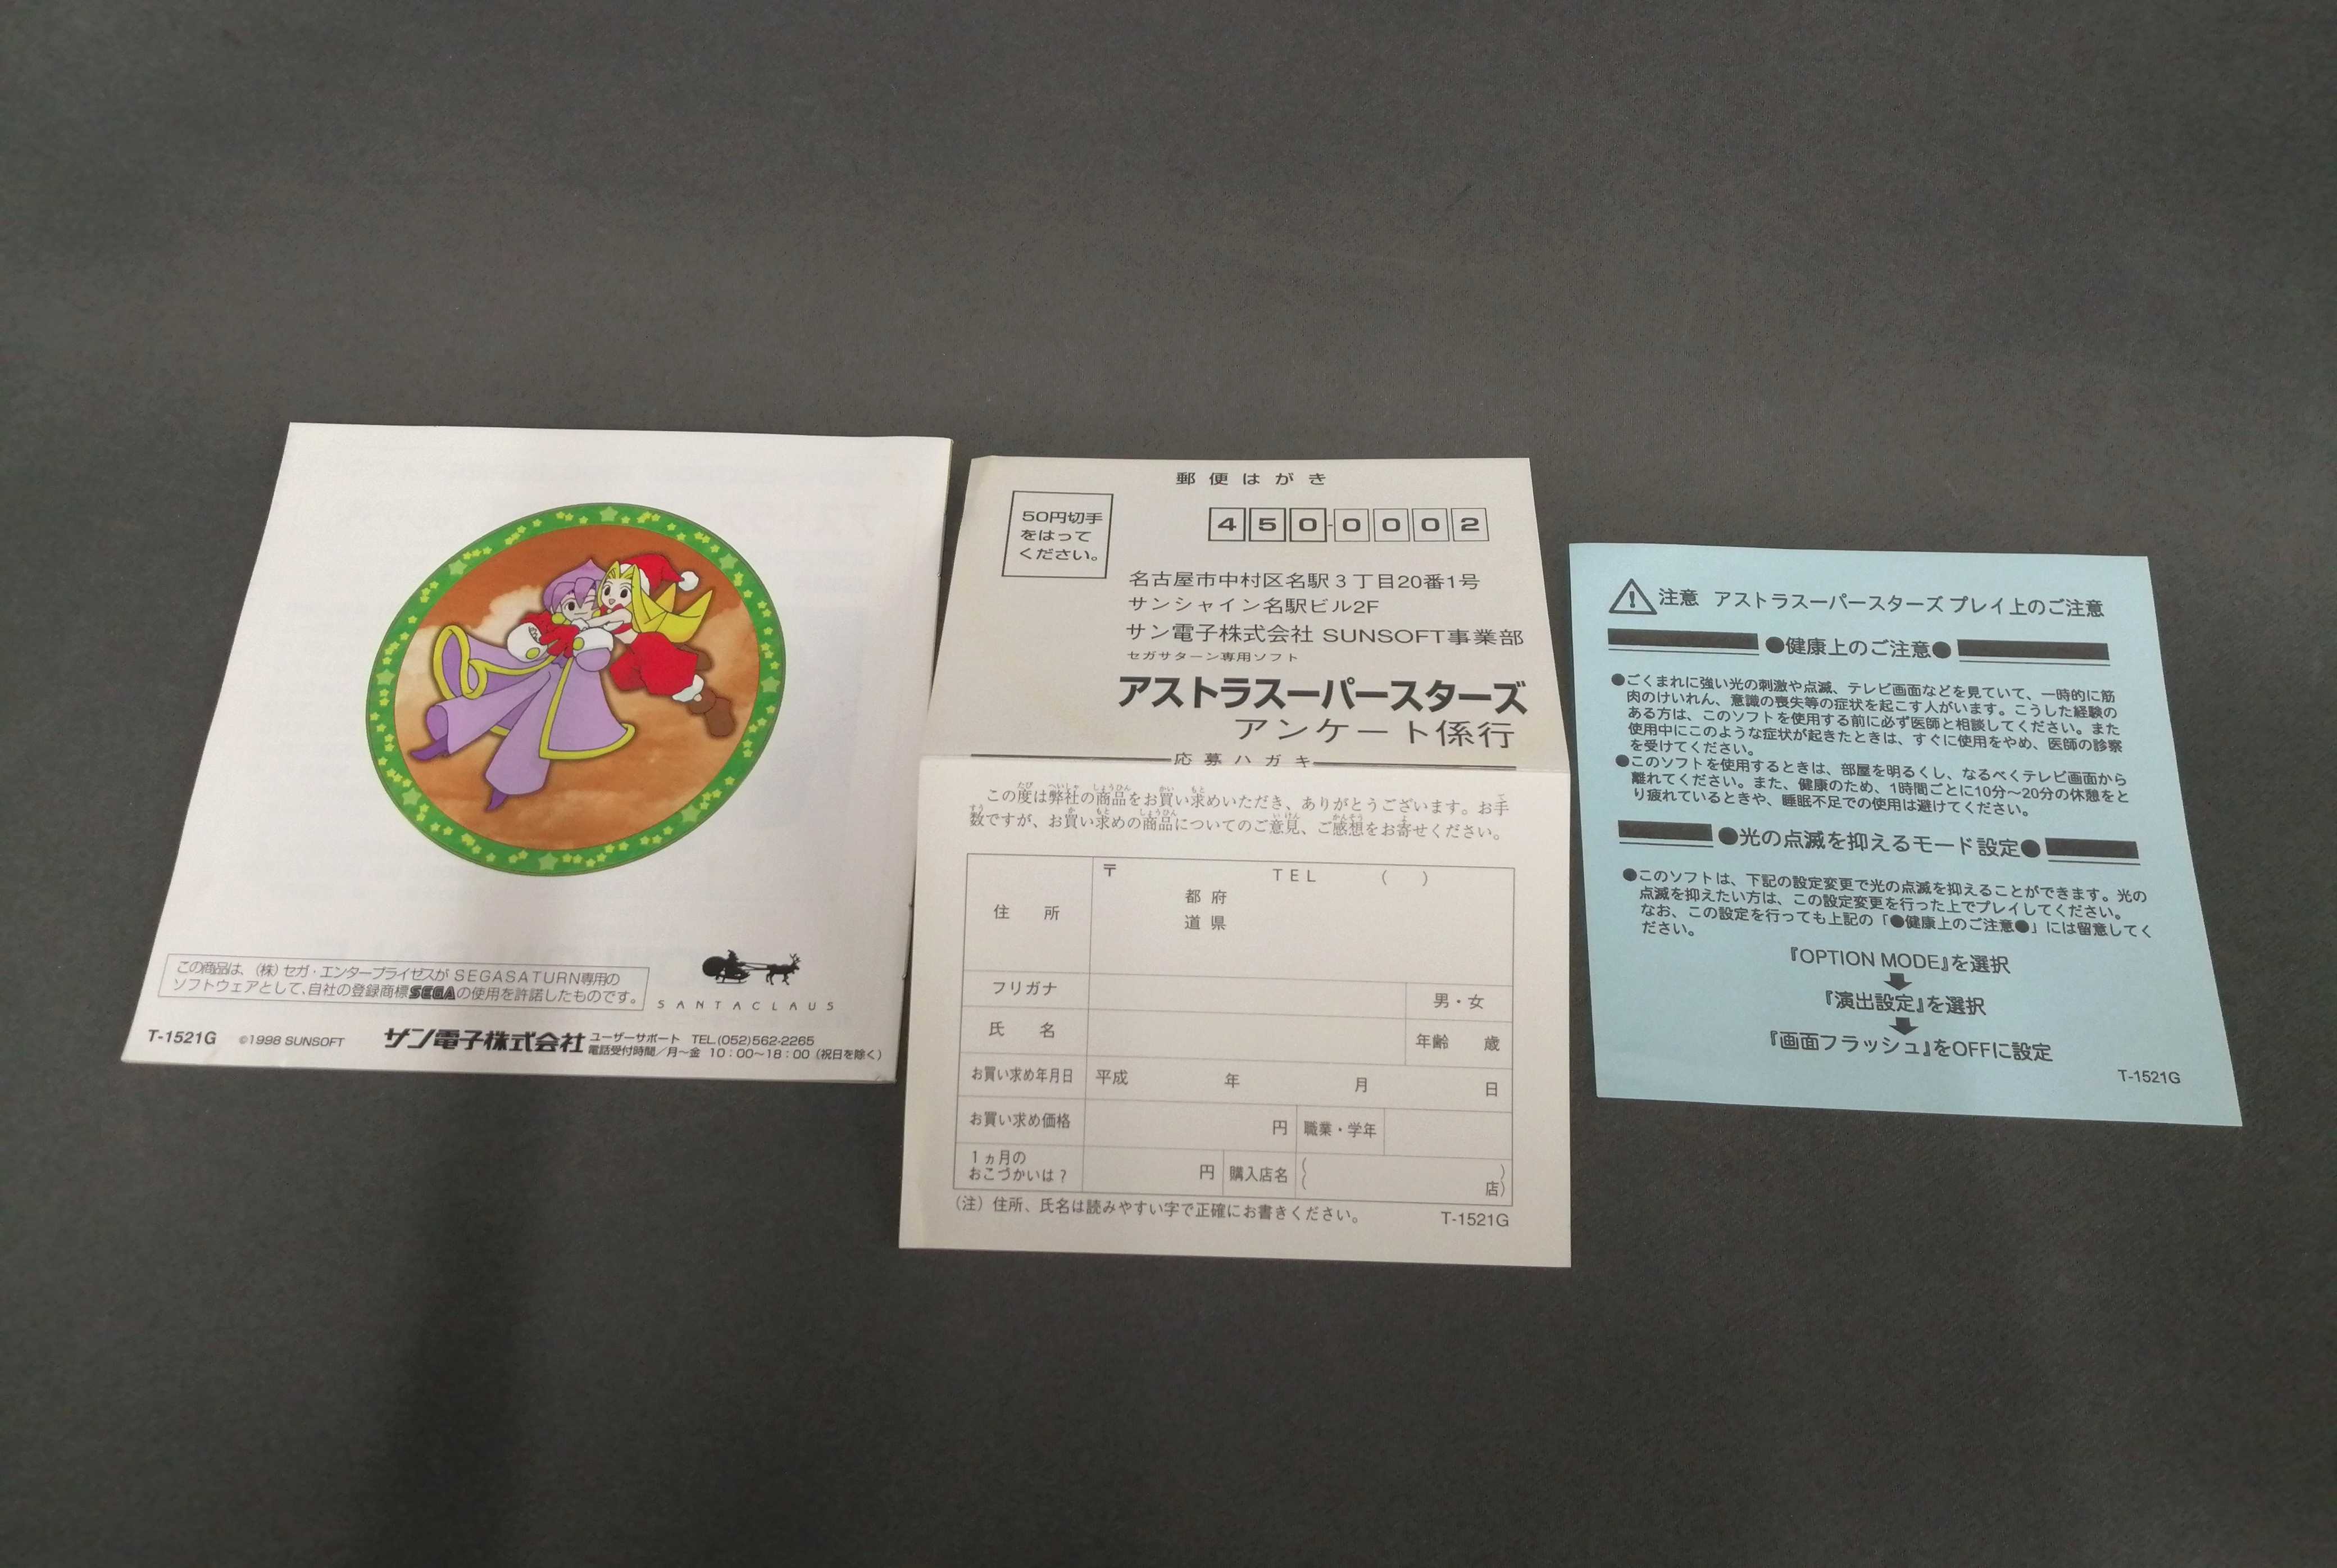 この商品は、(株)セガ・エンタープライゼスがSEGASATURN専用の
ソフトウェアとして、自社の登録商標SEGAの使用を許諾したものです。
SANTACLAUS
T-1521G ©1998 SUNSOFT サン電子株式会社 ユーザーサポート TEL(052)562-2265
電話受付時間/月〜金 10:00〜18:00(祝日を除く)
郵便はがき
50円切手
をはって
ください。
450-0002
名古屋市中村区名駅3丁目20番1号
サンシャイン名駅ビル2F
サン電子株式会社 SUNSOFT事業部
セガサターン専用ソフト
アストラスーパースターズ
アンケート係行
応募ハガキ
この度は弊社の商品をお買い求めいただき、ありがとうございます。お手
数ですが、お買い求めの商品についてのご意見、ご感想をお寄せください。
住所 〒 TEL ( )
都府
道県
フリガナ 男・女
氏名 年齢 歳
お買い求め年月日 平成 年 月 日
お買い求め価格 円 職業・学年
1ヵ月の
おこづかいは? 円 購入店名 ( 店)
(注)住所、氏名は読みやすい字で正確にお書きください。
T-1521G
注意 アストラスーパースターズ プレイ上のご注意
●健康上のご注意●
●ごくまれに強い光の刺激や点滅、テレビ画面などを見ていて、一時的に筋
肉のけいれん、意識の喪失等の症状を起こす人がいます。こうした経験の
ある方は、このソフトを使用する前に必ず医師と相談してください。また
使用中にこのような症状が起きたときは、すぐに使用をやめ、医師の診察
を受けてください。
●このソフトを使用するときは、部屋を明るくし、なるべくテレビ画面から
離れてください。また、健康のため、1時間ごとに10分〜20分の休憩をと
り疲れているときや、睡眠不足での使用は避けてください。
●光の点滅を抑えるモード設定●
●このソフトは、下記の設定変更で光の点滅を抑えることができます。光の
点滅を抑えたい方は、この設定変更を行った上でプレイしてください。
なお、この設定を行っても上記の「●健康上のご注意●」には留意してく
ださい。
『OPTION MODE』を選択
『演出設定』を選択
『画面フラッシュ』をOFFに設定
T-1521G